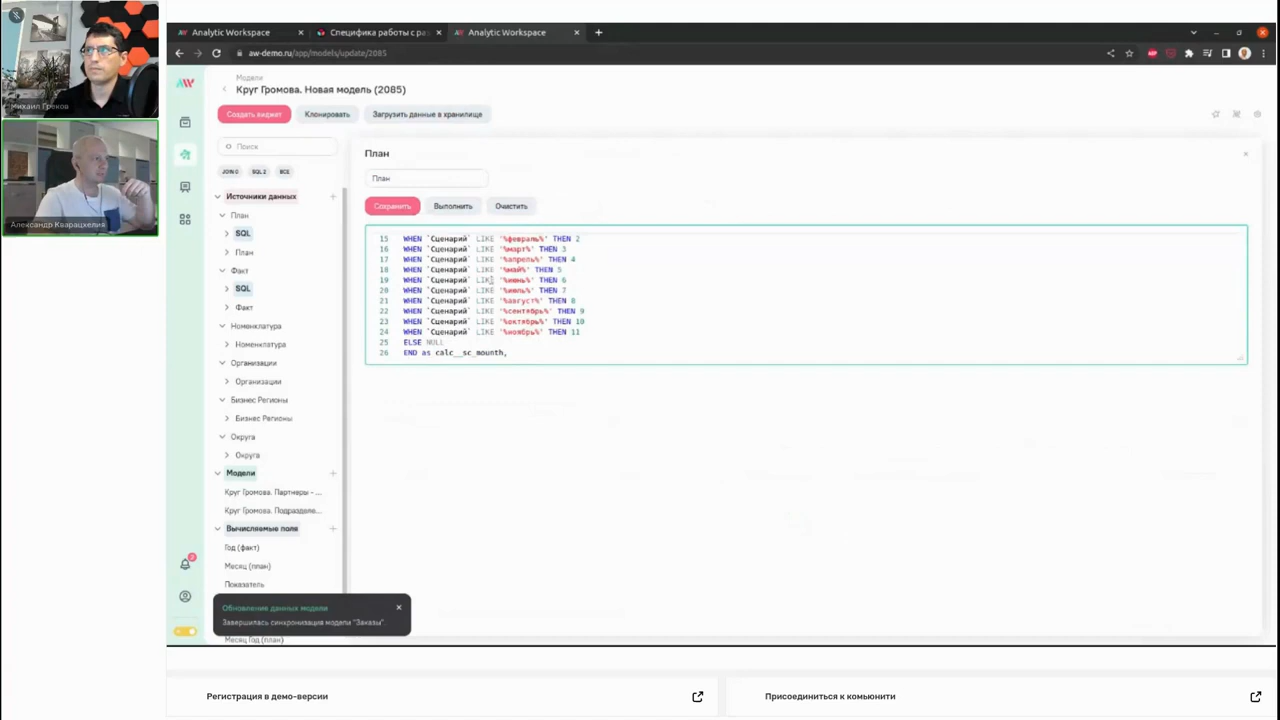 Михаил Греков
Александр Кварацхелия
Analytic Workspace
Специфика работы с ра
Analytic Workspace
aw-demo.ru/app/models/update/2085
Модели
Круг Громова. Новая модель (2085)
Создать виджет
Клонировать
Загрузить данные в хранилище
Поиск
JOIN 0
SQL 2
ВСЕ
Источники данных
План
SQL
План
Факт
SQL
Факт
Номенклатура
Номенклатура
Организации
Организации
Бизнес Регионы
Бизнес Регионы
Округа
Округа
Модели
Круг Громова. Партнеры - ...
Круг Громова. Подразделе...
Вычисляемые поля
Год (факт)
Месяц (план)
Показатель
Месяц Год (план)
План
План
Сохранить
Выполнить
Очистить
15 WHEN `Сценарий` LIKE '%февраль%' THEN 2
16 WHEN `Сценарий` LIKE '%март%' THEN 3
17 WHEN `Сценарий` LIKE '%апрель%' THEN 4
18 WHEN `Сценарий` LIKE '%май%' THEN 5
19 WHEN `Сценарий` LIKE '%июнь%' THEN 6
20 WHEN `Сценарий` LIKE '%июль%' THEN 7
21 WHEN `Сценарий` LIKE '%август%' THEN 8
22 WHEN `Сценарий` LIKE '%сентябрь%' THEN 9
23 WHEN `Сценарий` LIKE '%октябрь%' THEN 10
24 WHEN `Сценарий` LIKE '%ноябрь%' THEN 11
25 ELSE NULL
26 END as calc__sc_mounth,
Обновление данных модели
Завершилась синхронизация модели "Заказы".
Регистрация в демо-версии
Присоединиться к комьюнити